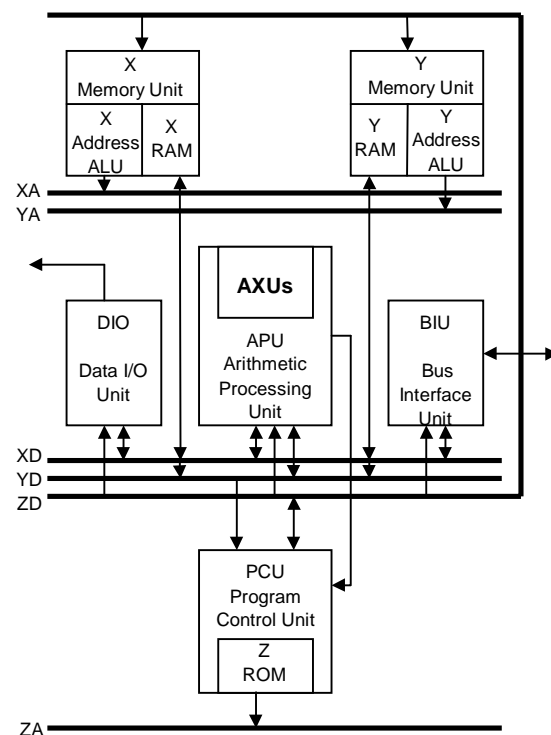 X
Memory Unit
X
Address
ALU
X
RAM
Y
Memory Unit
Y
RAM
Y
Address
ALU
XA
YA
DIO
Data I/O
Unit
AXUs
APU
Arithmetic
Processing
Unit
BIU
Bus
Interface
Unit
XD
YD
ZD
PCU
Program
Control Unit
Z
ROM
ZA